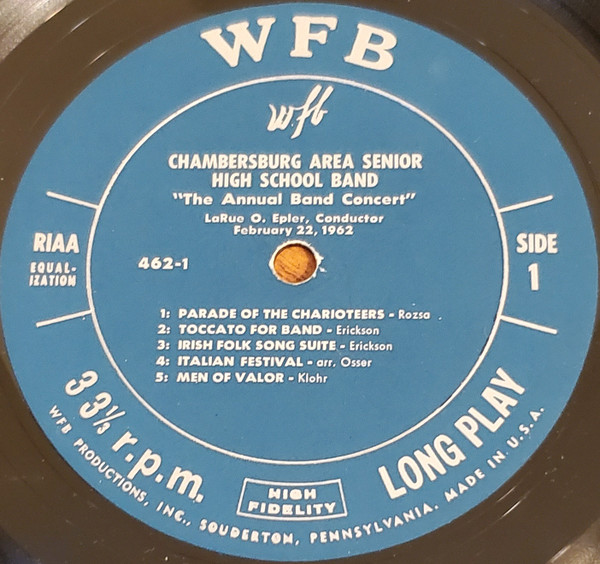 WFB
wfb
CHAMBERSBURG AREA SENIOR
HIGH SCHOOL BAND
"The Annual Band Concert"
LaRue O. Epler, Conductor
February 22, 1962
RIAA
EQUAL-
IZATION
462-1
SIDE
1
1: PARADE OF THE CHARIOTEERS - Rozsa
2: TOCCATO FOR BAND - Erickson
3: IRISH FOLK SONG SUITE - Erickson
4: ITALIAN FESTIVAL - arr. Osser
5: MEN OF VALOR - Klohr
33⅓ r.p.m.
LONG PLAY
HIGH
FIDELITY
WFB PRODUCTIONS, INC., SOUDERTOM, PENNSYLVANIA. MADE IN U.S.A.